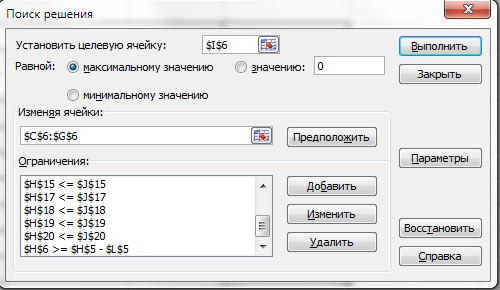 Поиск решения
Установить целевую ячейку: $I$6 Выполнить
Равной: максимальному значению значению: 0 Закрыть
минимальному значению
Изменяя ячейки:
$C$6:$G$6 Предположить
Ограничения: Параметры
$H$15 <= $J$15 Добавить
$H$17 <= $J$17
$H$18 <= $J$18 Изменить
$H$19 <= $J$19 Восстановить
$H$20 <= $J$20 Удалить
$H$6 >= $H$5 - $L$5 Справка